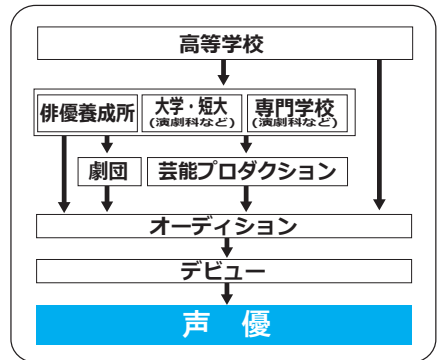 高等学校
俳優養成所
大学・短大
(演劇科など)
専門学校
(演劇科など)
劇団
芸能プロダクション
オーディション
デビュー
声 優